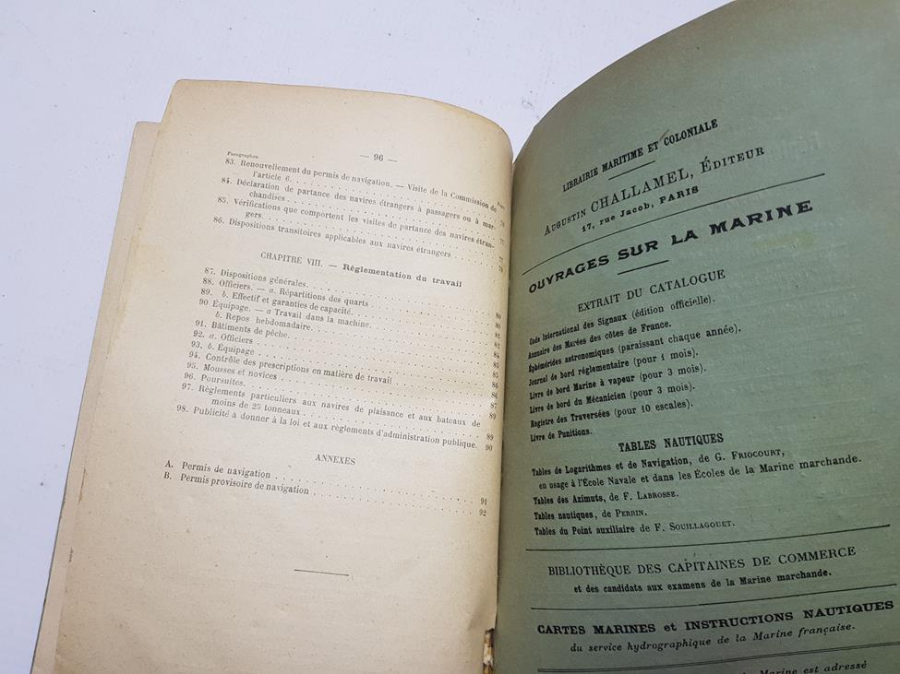 — 96 —
Paragraphes
83. Renouvellement du permis de navigation. — Visite de la Commission de
l'article 6.
84. Déclaration de partance des navires étrangers à passagers ou à mar-
chandises
85. Vérifications que comportent les visites de partance des navires étran-
gers
86. Dispositions transitoires applicables aux navires étrangers
CHAPITRE VIII. — Réglementation du travail
87. Dispositions générales.
88. Officiers. — a. Répartitions des quarts
89. b. Effectif et garanties de capacité.
90 Équipage. — a Travail dans la machine.
b. Repos hebdomadaire.
91. Bâtiments de pêche.
92. a. Officiers
93. b. Équipage
94. Contrôle des prescriptions en matière de travail
95. Mousses et novices
96. Poursuites.
97. Règlements particuliers aux navires de plaisance et aux bateaux de
moins de 25 tonneaux 89
98. Publicité à donner à la loi et aux règlements d'administration publique. 90
ANNEXES
A. Permis de navigation 91
B. Permis provisoire de navigation 92
LIBRAIRIE MARITIME ET COLONIALE
AUGUSTIN CHALLAMEL, ÉDITEUR
17, rue Jacob, PARIS
OUVRAGES SUR LA MARINE
EXTRAIT DU CATALOGUE
Code International des Signaux (édition officielle).
Annuaire des Marées des côtes de France.
Éphémérides astronomiques (paraissant chaque année).
Journal de bord réglementaire (pour 1 mois).
Livre de bord Marine à vapeur (pour 3 mois).
Livre de bord du Mécanicien (pour 3 mois).
Registre des Traversées (pour 10 escales).
Livre de Punitions.
TABLES NAUTIQUES
Tables de Logarithmes et de Navigation, de G. FRIOCOURT,
en usage à l'École Navale et dans les Écoles de la Marine marchande.
Tables des Azimuts, de F. LABROSSE.
Tables nautiques, de PERRIN.
Tables du Point auxiliaire de F. SOUILLAGOUET.
BIBLIOTHÈQUE DES CAPITAINES DE COMMERCE
et des candidats aux examens de la Marine marchande.
CARTES MARINES et INSTRUCTIONS NAUTIQUES
du service hydrographique de la Marine française.
Marine est adressé